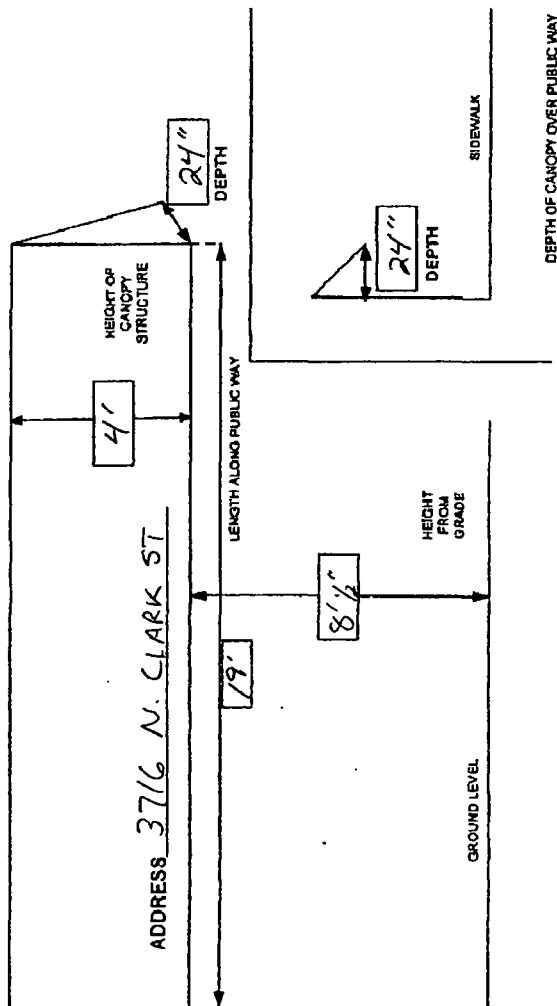 24"
DEPTH
HEIGHT OF
CANOPY
STRUCTURE
4'
ADDRESS 3716 N. CLARK ST
LENGTH ALONG PUBLIC WAY
19'
8'½"
HEIGHT
FROM
GRADE
GROUND LEVEL
24"
DEPTH
SIDEWALK
DEPTH OF CANOPY OVER PUBLIC WAY